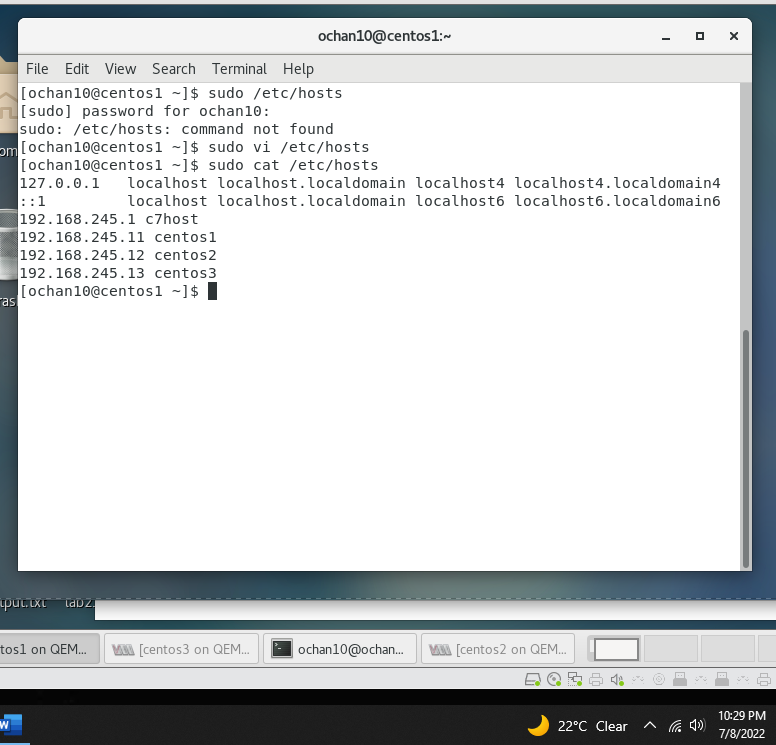 ochan10@centos1:~
File Edit View Search Terminal Help
[ochan10@centos1 ~]$ sudo /etc/hosts
[sudo] password for ochan10:
sudo: /etc/hosts: command not found
[ochan10@centos1 ~]$ sudo vi /etc/hosts
[ochan10@centos1 ~]$ sudo cat /etc/hosts
127.0.0.1   localhost localhost.localdomain localhost4 localhost4.localdomain4
::1         localhost localhost.localdomain localhost6 localhost6.localdomain6
192.168.245.1 c7host
192.168.245.11 centos1
192.168.245.12 centos2
192.168.245.13 centos3
[ochan10@centos1 ~]$
tput.txt
tos1 on QEM... [centos3 on QEM... ochan10@ochan... [centos2 on QEM...
22°C Clear
10:29 PM
7/8/2022